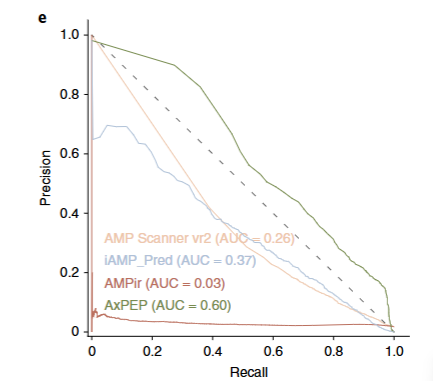 e
1.0
0.8
0.6
0.4
0.2
0
Precision
AMP Scanner vr2 (AUC = 0.26)
iAMP_Pred (AUC = 0.37)
AMPir (AUC = 0.03)
AxPEP (AUC = 0.60)
0 0.2 0.4 0.6 0.8 1.0
Recall